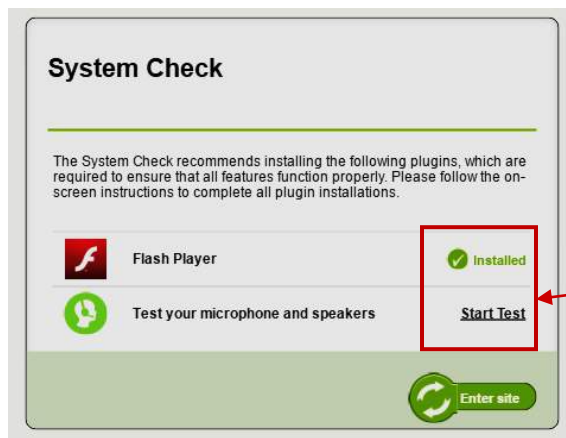 System Check
The System Check recommends installing the following plugins, which are
required to ensure that all features function properly. Please follow the on-
screen instructions to complete all plugin installations.
Flash Player Installed
Test your microphone and speakers Start Test
Enter site